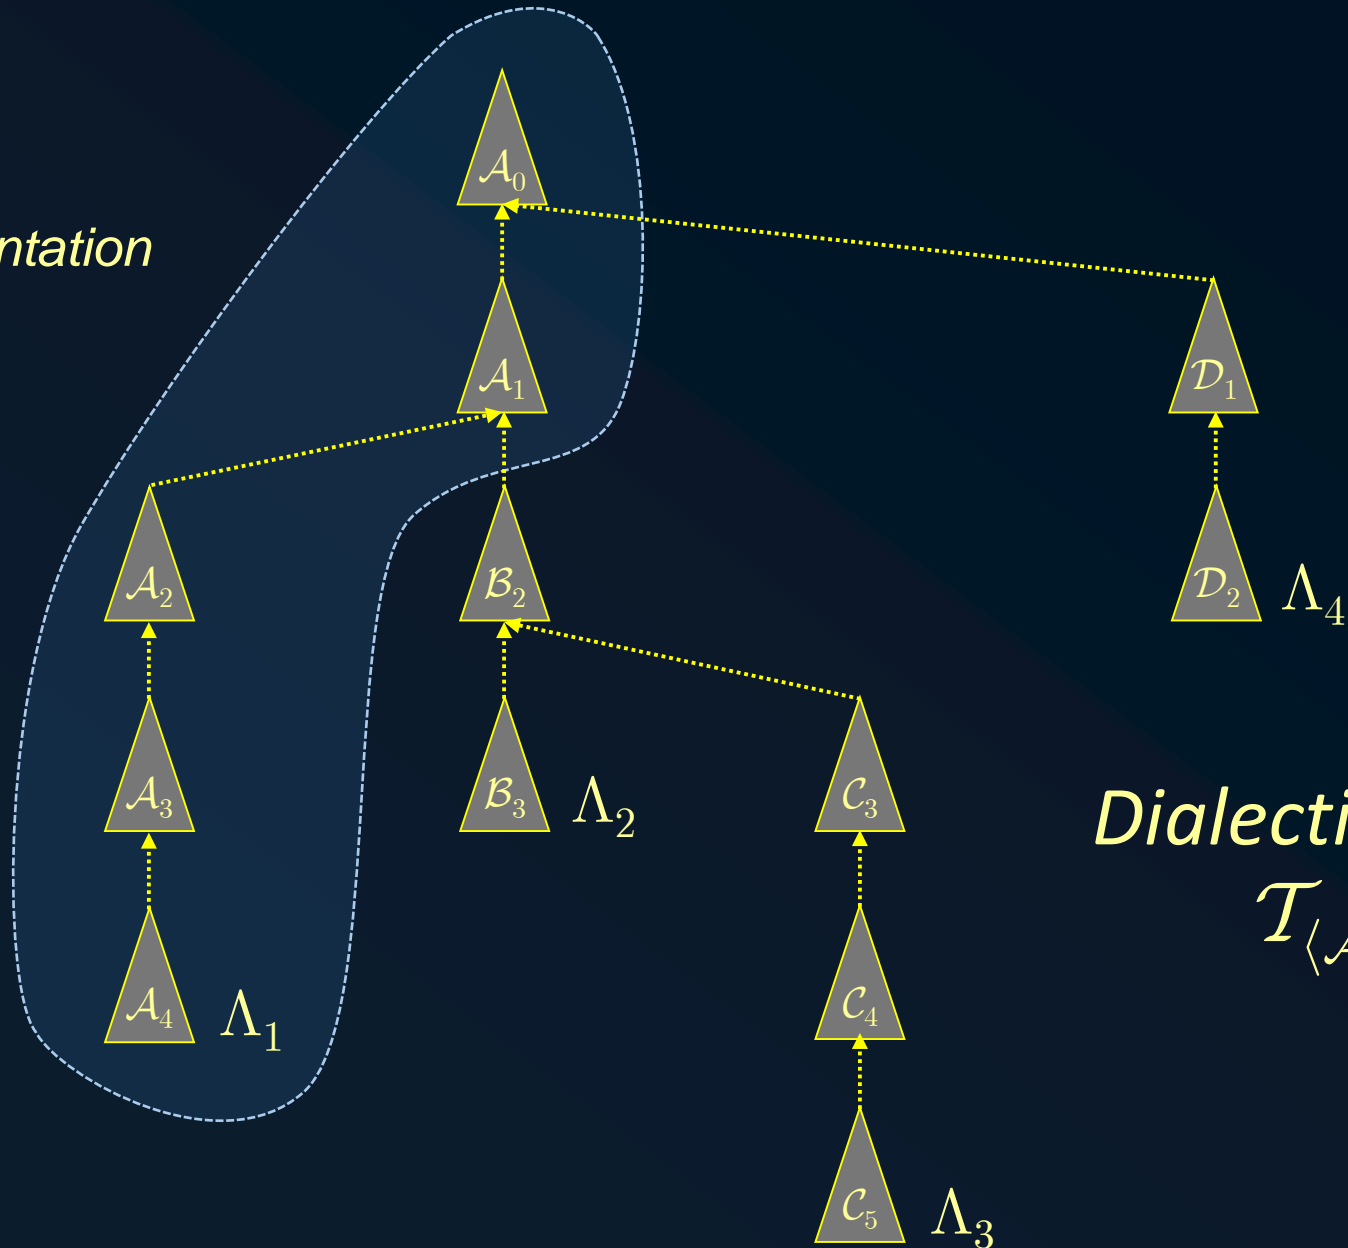 𝒜₀
ntation
𝒜₁
𝒟₁
𝒜₂
ℬ₂
𝒟₂ Λ₄
𝒜₃
ℬ₃ Λ₂
𝒞₃
Dialecti
𝒯⟨𝒜
𝒜₄ Λ₁
𝒞₄
𝒞₅ Λ₃